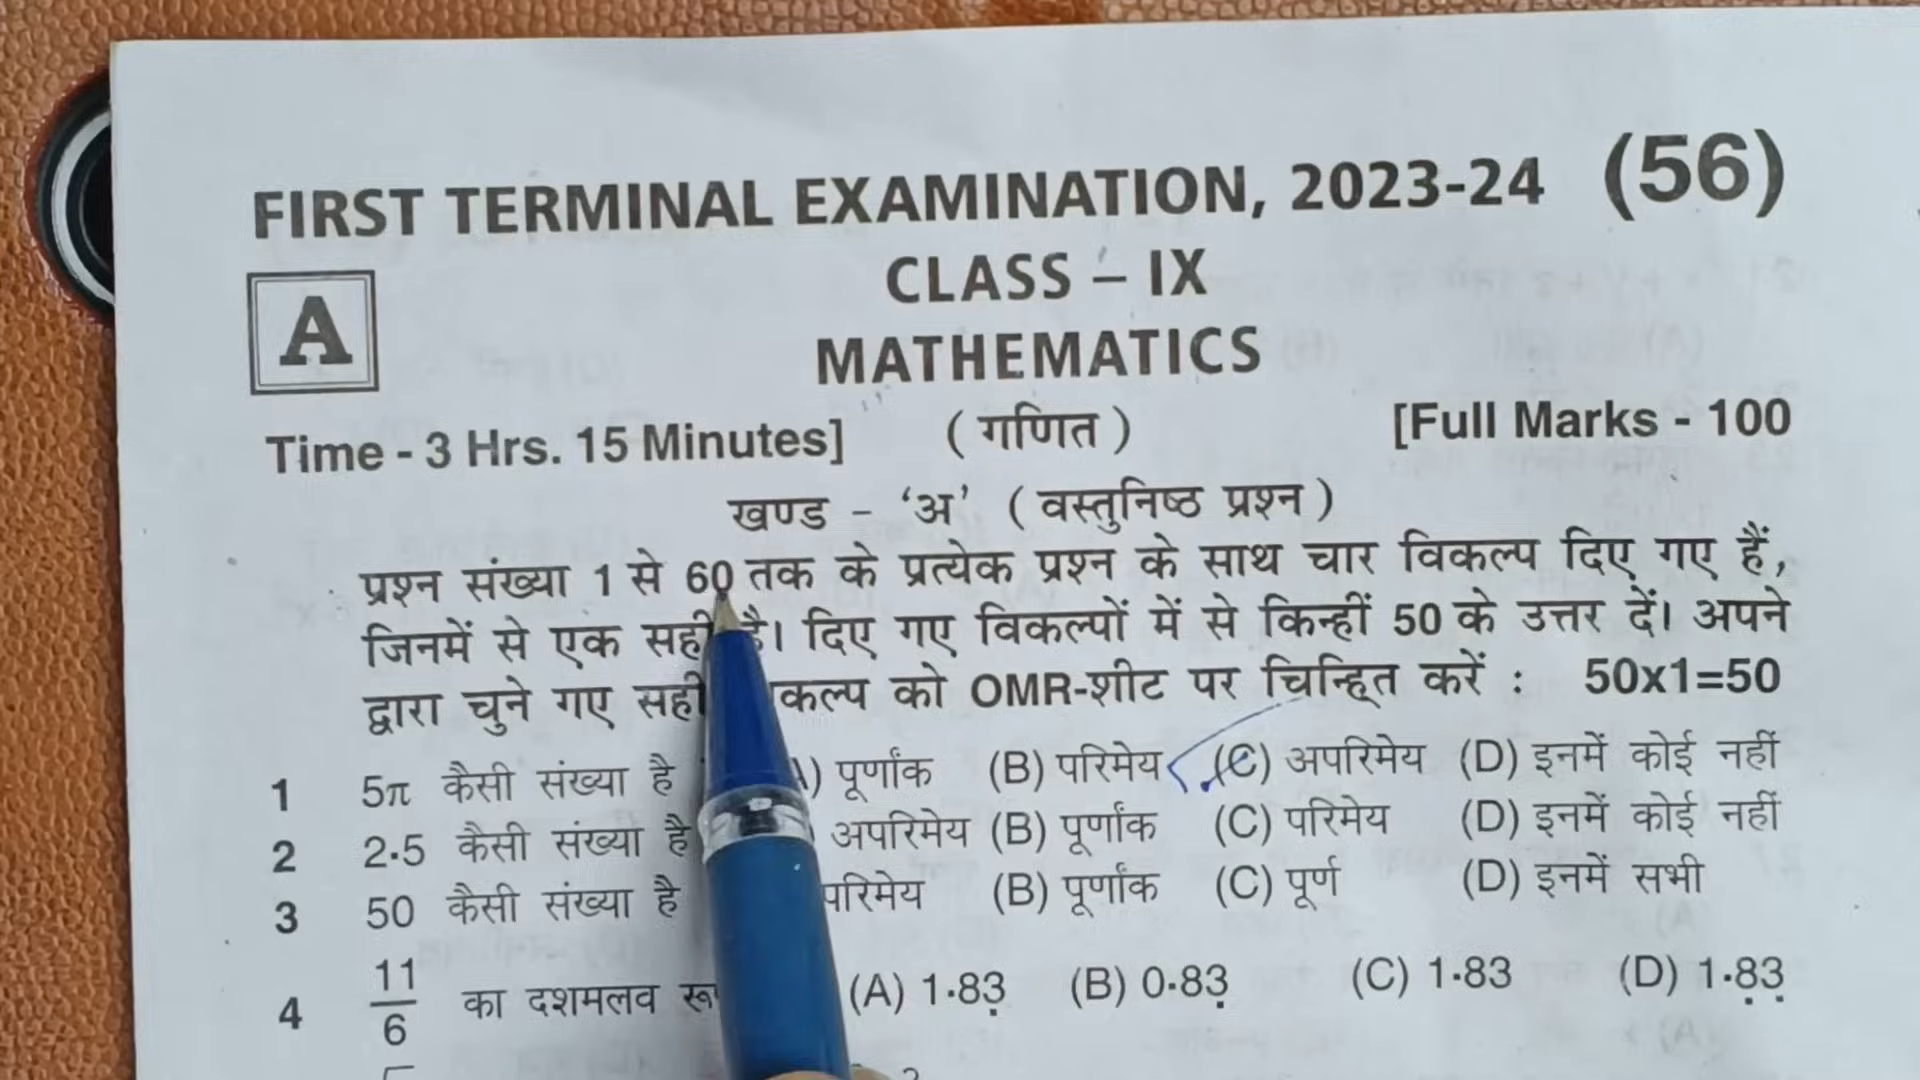 FIRST TERMINAL EXAMINATION, 2023-24 (56)
CLASS – IX
A
MATHEMATICS
Time - 3 Hrs. 15 Minutes] ( गणित ) [Full Marks - 100
खण्ड - ‘अ’ ( वस्तुनिष्ठ प्रश्न )
प्रश्न संख्या 1 से 60 तक के प्रत्येक प्रश्न के साथ चार विकल्प दिए गए हैं,
जिनमें से एक सही है। दिए गए विकल्पों में से किन्हीं 50 के उत्तर दें। अपने
द्वारा चुने गए सही OMR-शीट पर चिन्हित करें : 50x1=50
1 5π कैसी संख्या है पूर्णांक (B) परिमेय (C) अपरिमेय (D) इनमें कोई नहीं
2 2·5 कैसी संख्या है अपरिमेय (B) पूर्णांक (C) परिमेय (D) इनमें कोई नहीं
3 50 कैसी संख्या है (B) पूर्णांक (C) पूर्ण (D) इनमें सभी
4 11/6 का दशमलव (A) 1·83̣ (B) 0·83̣ (C) 1·83 (D) 1·8̣3̣